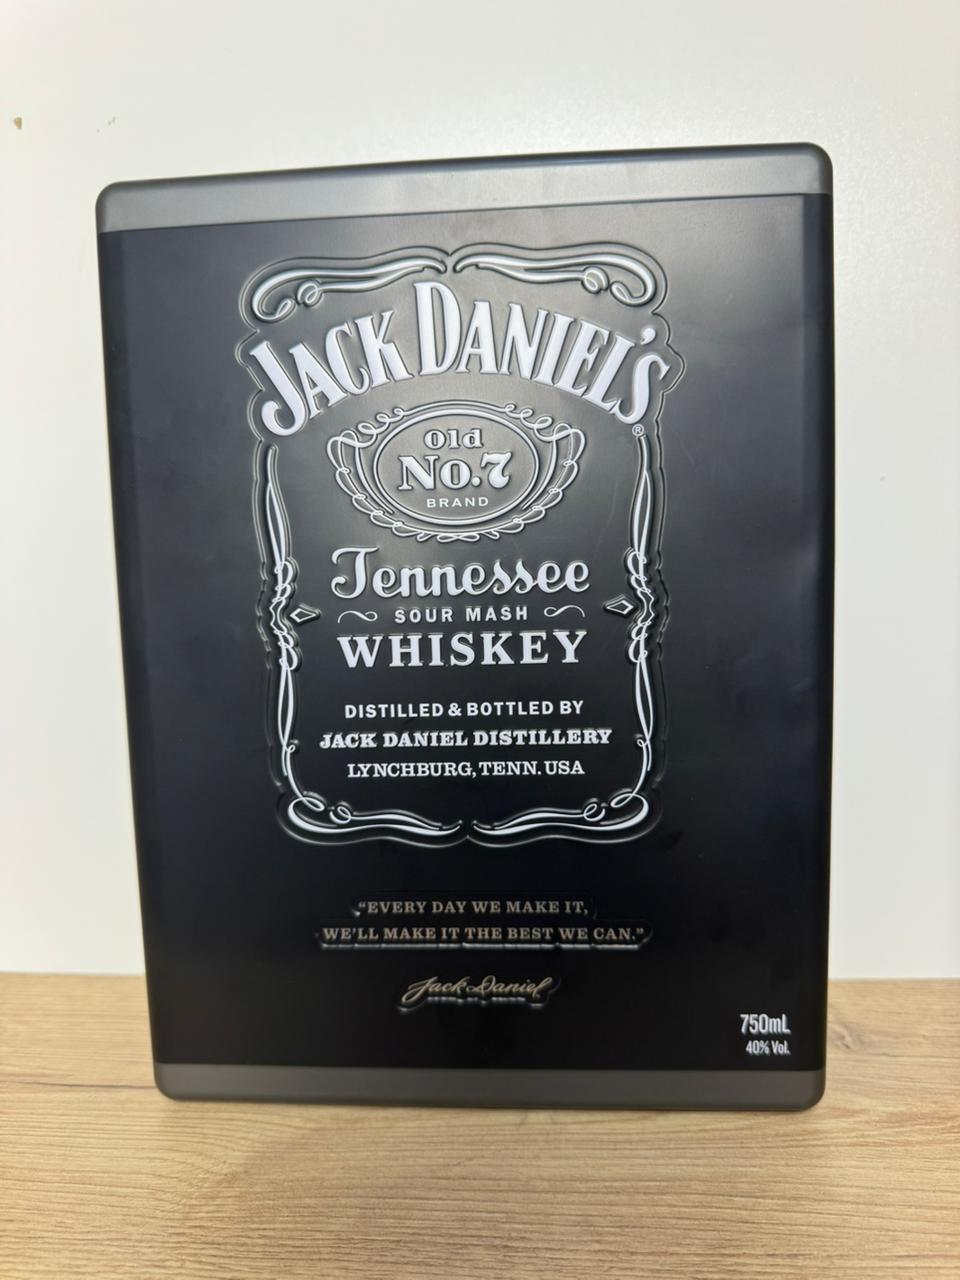 JACK DANIEL'S
®
Old
No.7
BRAND
Tennessee
SOUR MASH
WHISKEY
DISTILLED & BOTTLED BY
JACK DANIEL DISTILLERY
LYNCHBURG, TENN. USA
“EVERY DAY WE MAKE IT,
WE'LL MAKE IT THE BEST WE CAN.”
Jack Daniel
750mL
40% Vol.